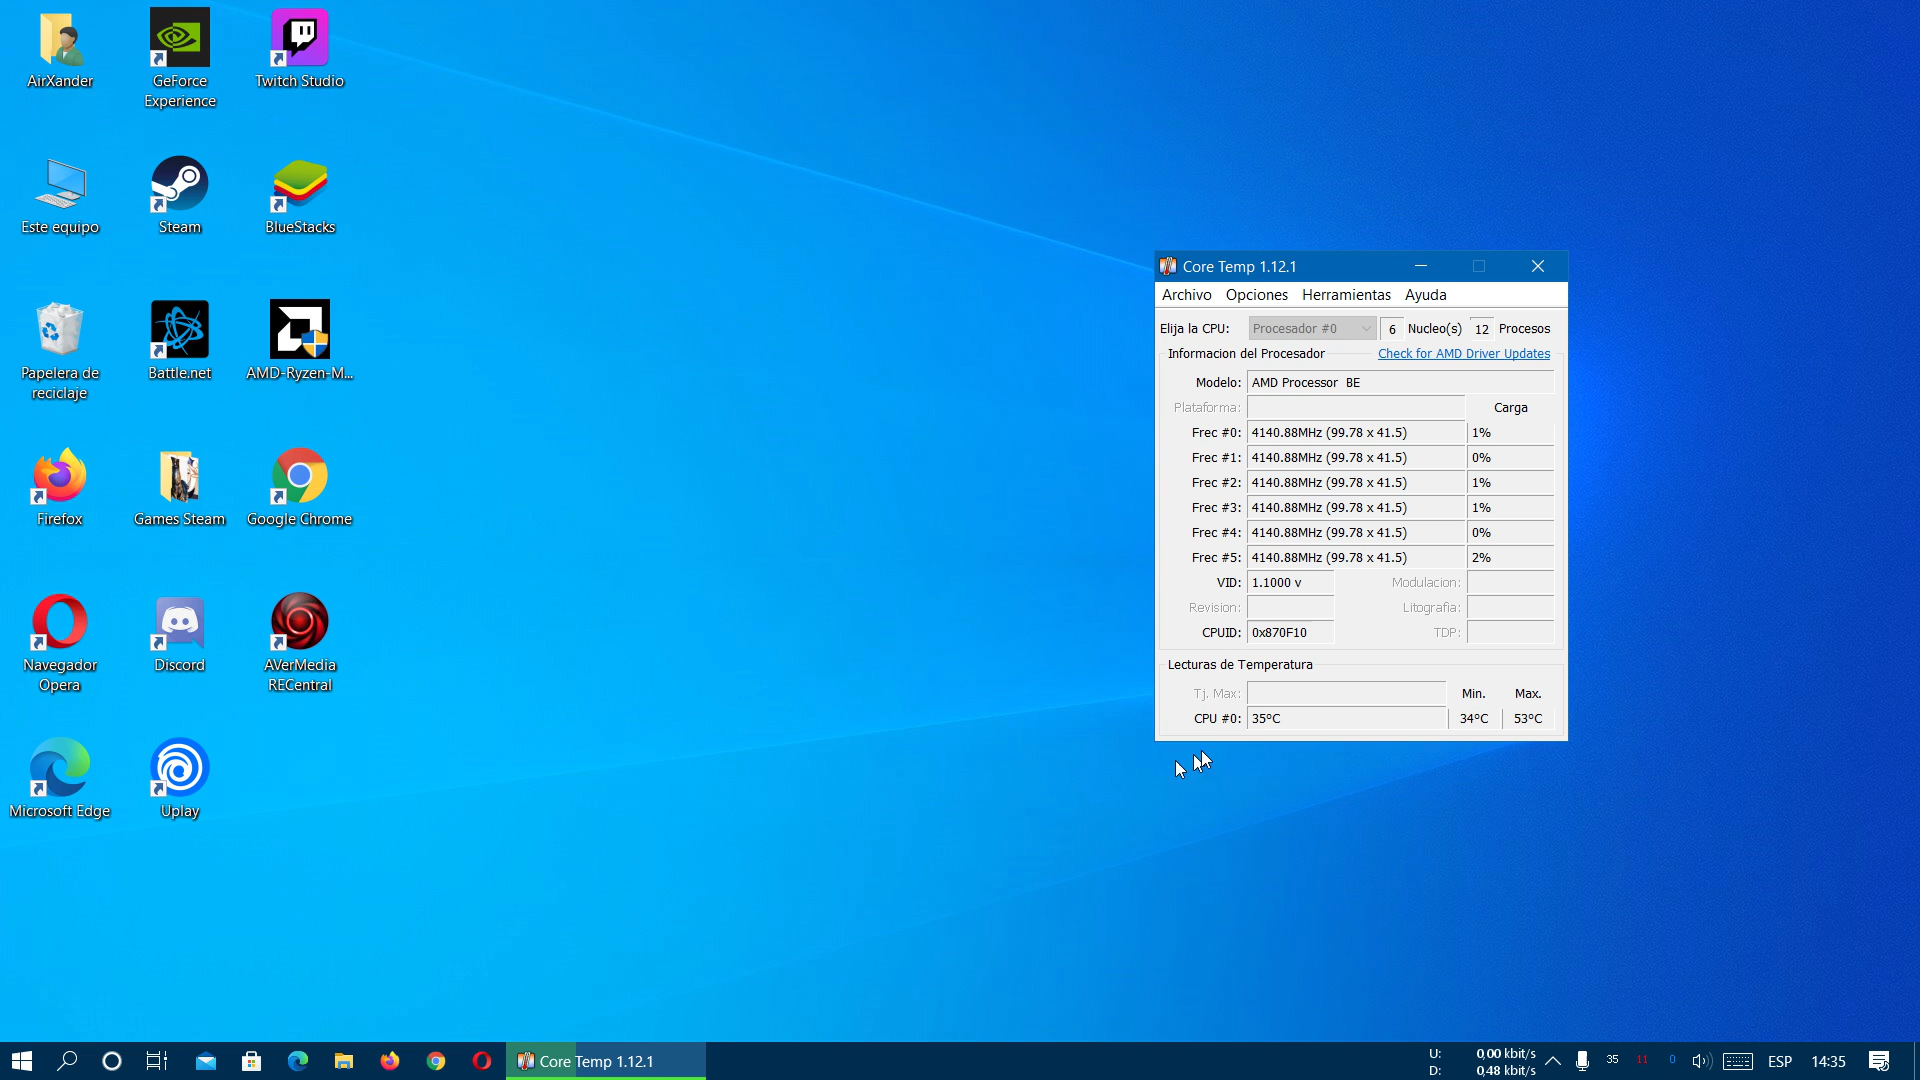 AirXander
GeForce
Experience
Twitch Studio
Este equipo
Steam
BlueStacks
Papelera de
reciclaje
Battle.net
AMD-Ryzen-M...
Firefox
Games Steam
Google Chrome
Navegador
Opera
Discord
AVerMedia
RECentral
Microsoft Edge
Uplay
Core Temp 1.12.1
Archivo Opciones Herramientas Ayuda
Elija la CPU: Procesador #0 6 Nucleo(s) 12 Procesos
Informacion del Procesador Check for AMD Driver Updates
Modelo: AMD Processor BE
Plataforma: Carga
Frec #0: 4140.88MHz (99.78 x 41.5) 1%
Frec #1: 4140.88MHz (99.78 x 41.5) 0%
Frec #2: 4140.88MHz (99.78 x 41.5) 1%
Frec #3: 4140.88MHz (99.78 x 41.5) 1%
Frec #4: 4140.88MHz (99.78 x 41.5) 0%
Frec #5: 4140.88MHz (99.78 x 41.5) 2%
VID: 1.1000 v Modulacion:
Revision: Litografia:
CPUID: 0x870F10 TDP:
Lecturas de Temperatura
Tj. Max: Min. Max.
CPU #0: 35ºC 34ºC 53ºC
Core Temp 1.12.1
U: 0,00 kbit/s
D: 0,48 kbit/s
35 11 0 ESP 14:35